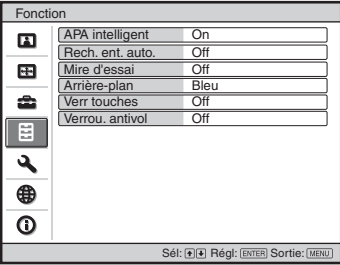 Fonction
APA intelligent On
Rech. ent. auto. Off
Mire d'essai Off
Arrière-plan Bleu
Verr touches Off
Verrou. antivol Off
Sél: Régl: ENTER Sortie: MENU